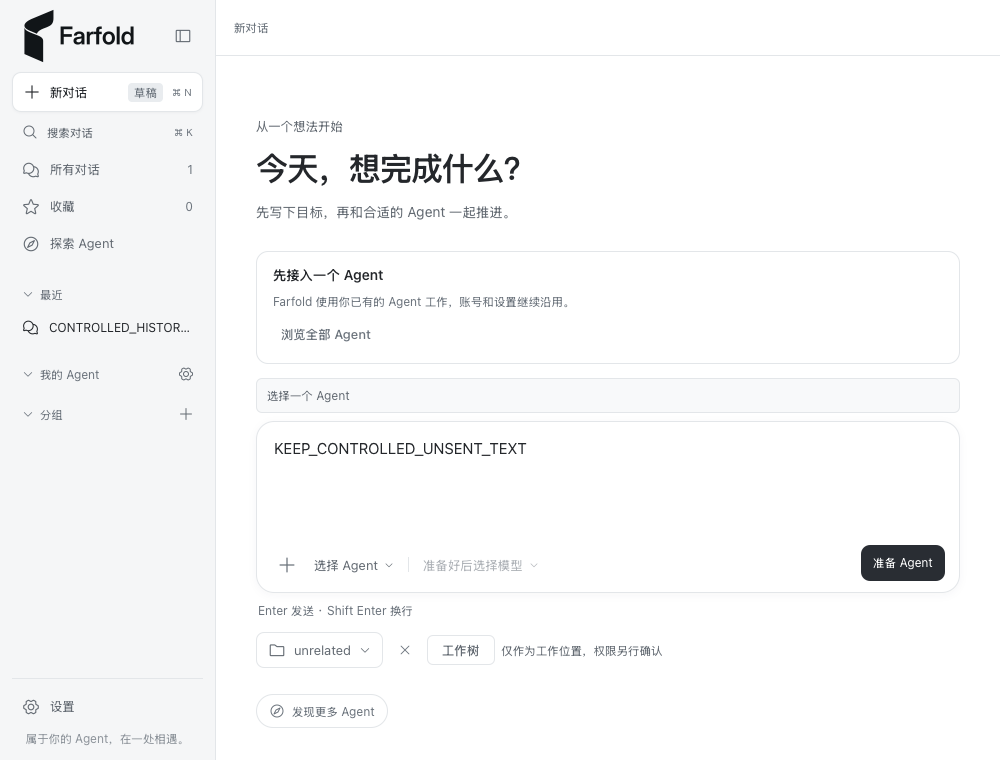 Farfold
新对话 草稿 ⌘ N
搜索对话 ⌘ K
所有对话 1
收藏 0
探索 Agent
最近
CONTROLLED_HISTOR...
我的 Agent
分组
设置
属于你的 Agent，在一处相遇。
新对话
从一个想法开始
今天，想完成什么？
先写下目标，再和合适的 Agent 一起推进。
先接入一个 Agent
Farfold 使用你已有的 Agent 工作，账号和设置继续沿用。
浏览全部 Agent
选择一个 Agent
KEEP_CONTROLLED_UNSENT_TEXT
选择 Agent 准备好后选择模型 准备 Agent
Enter 发送 · Shift Enter 换行
unrelated 工作树 仅作为工作位置，权限另行确认
发现更多 Agent